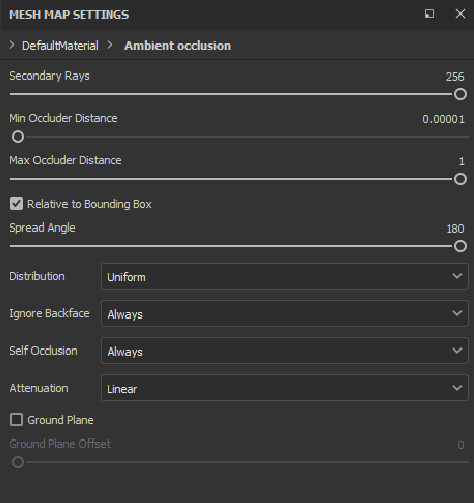 MESH MAP SETTINGS
> DefaultMaterial > Ambient occlusion
Secondary Rays 256
Min Occluder Distance 0.00001
Max Occluder Distance 1
Relative to Bounding Box
Spread Angle 180
Distribution Uniform
Ignore Backface Always
Self Occlusion Always
Attenuation Linear
Ground Plane
Ground Plane Offset 0